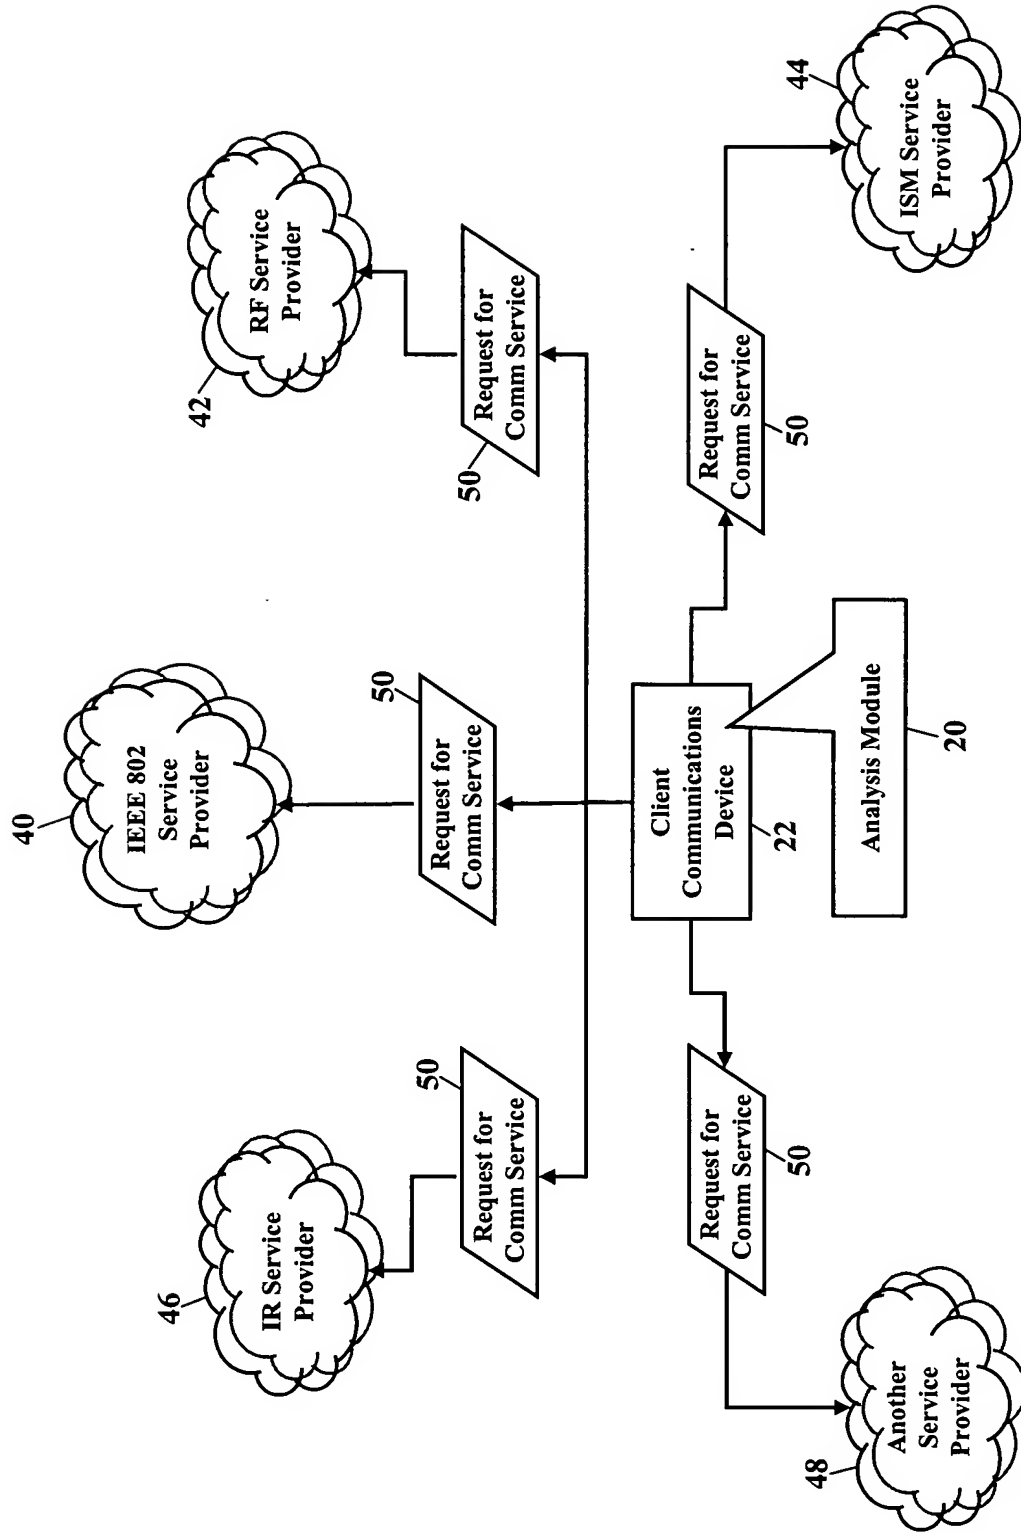 40
IEEE 802
Service
Provider
46
IR Service
Provider
42
RF Service
Provider
50
Request for
Comm Service
50
Request for
Comm Service
50
Request for
Comm Service
Client
Communications
Device
22
Request for
Comm Service
50
Request for
Comm Service
50
48
Another
Service
Provider
44
ISM Service
Provider
Analysis Module
20